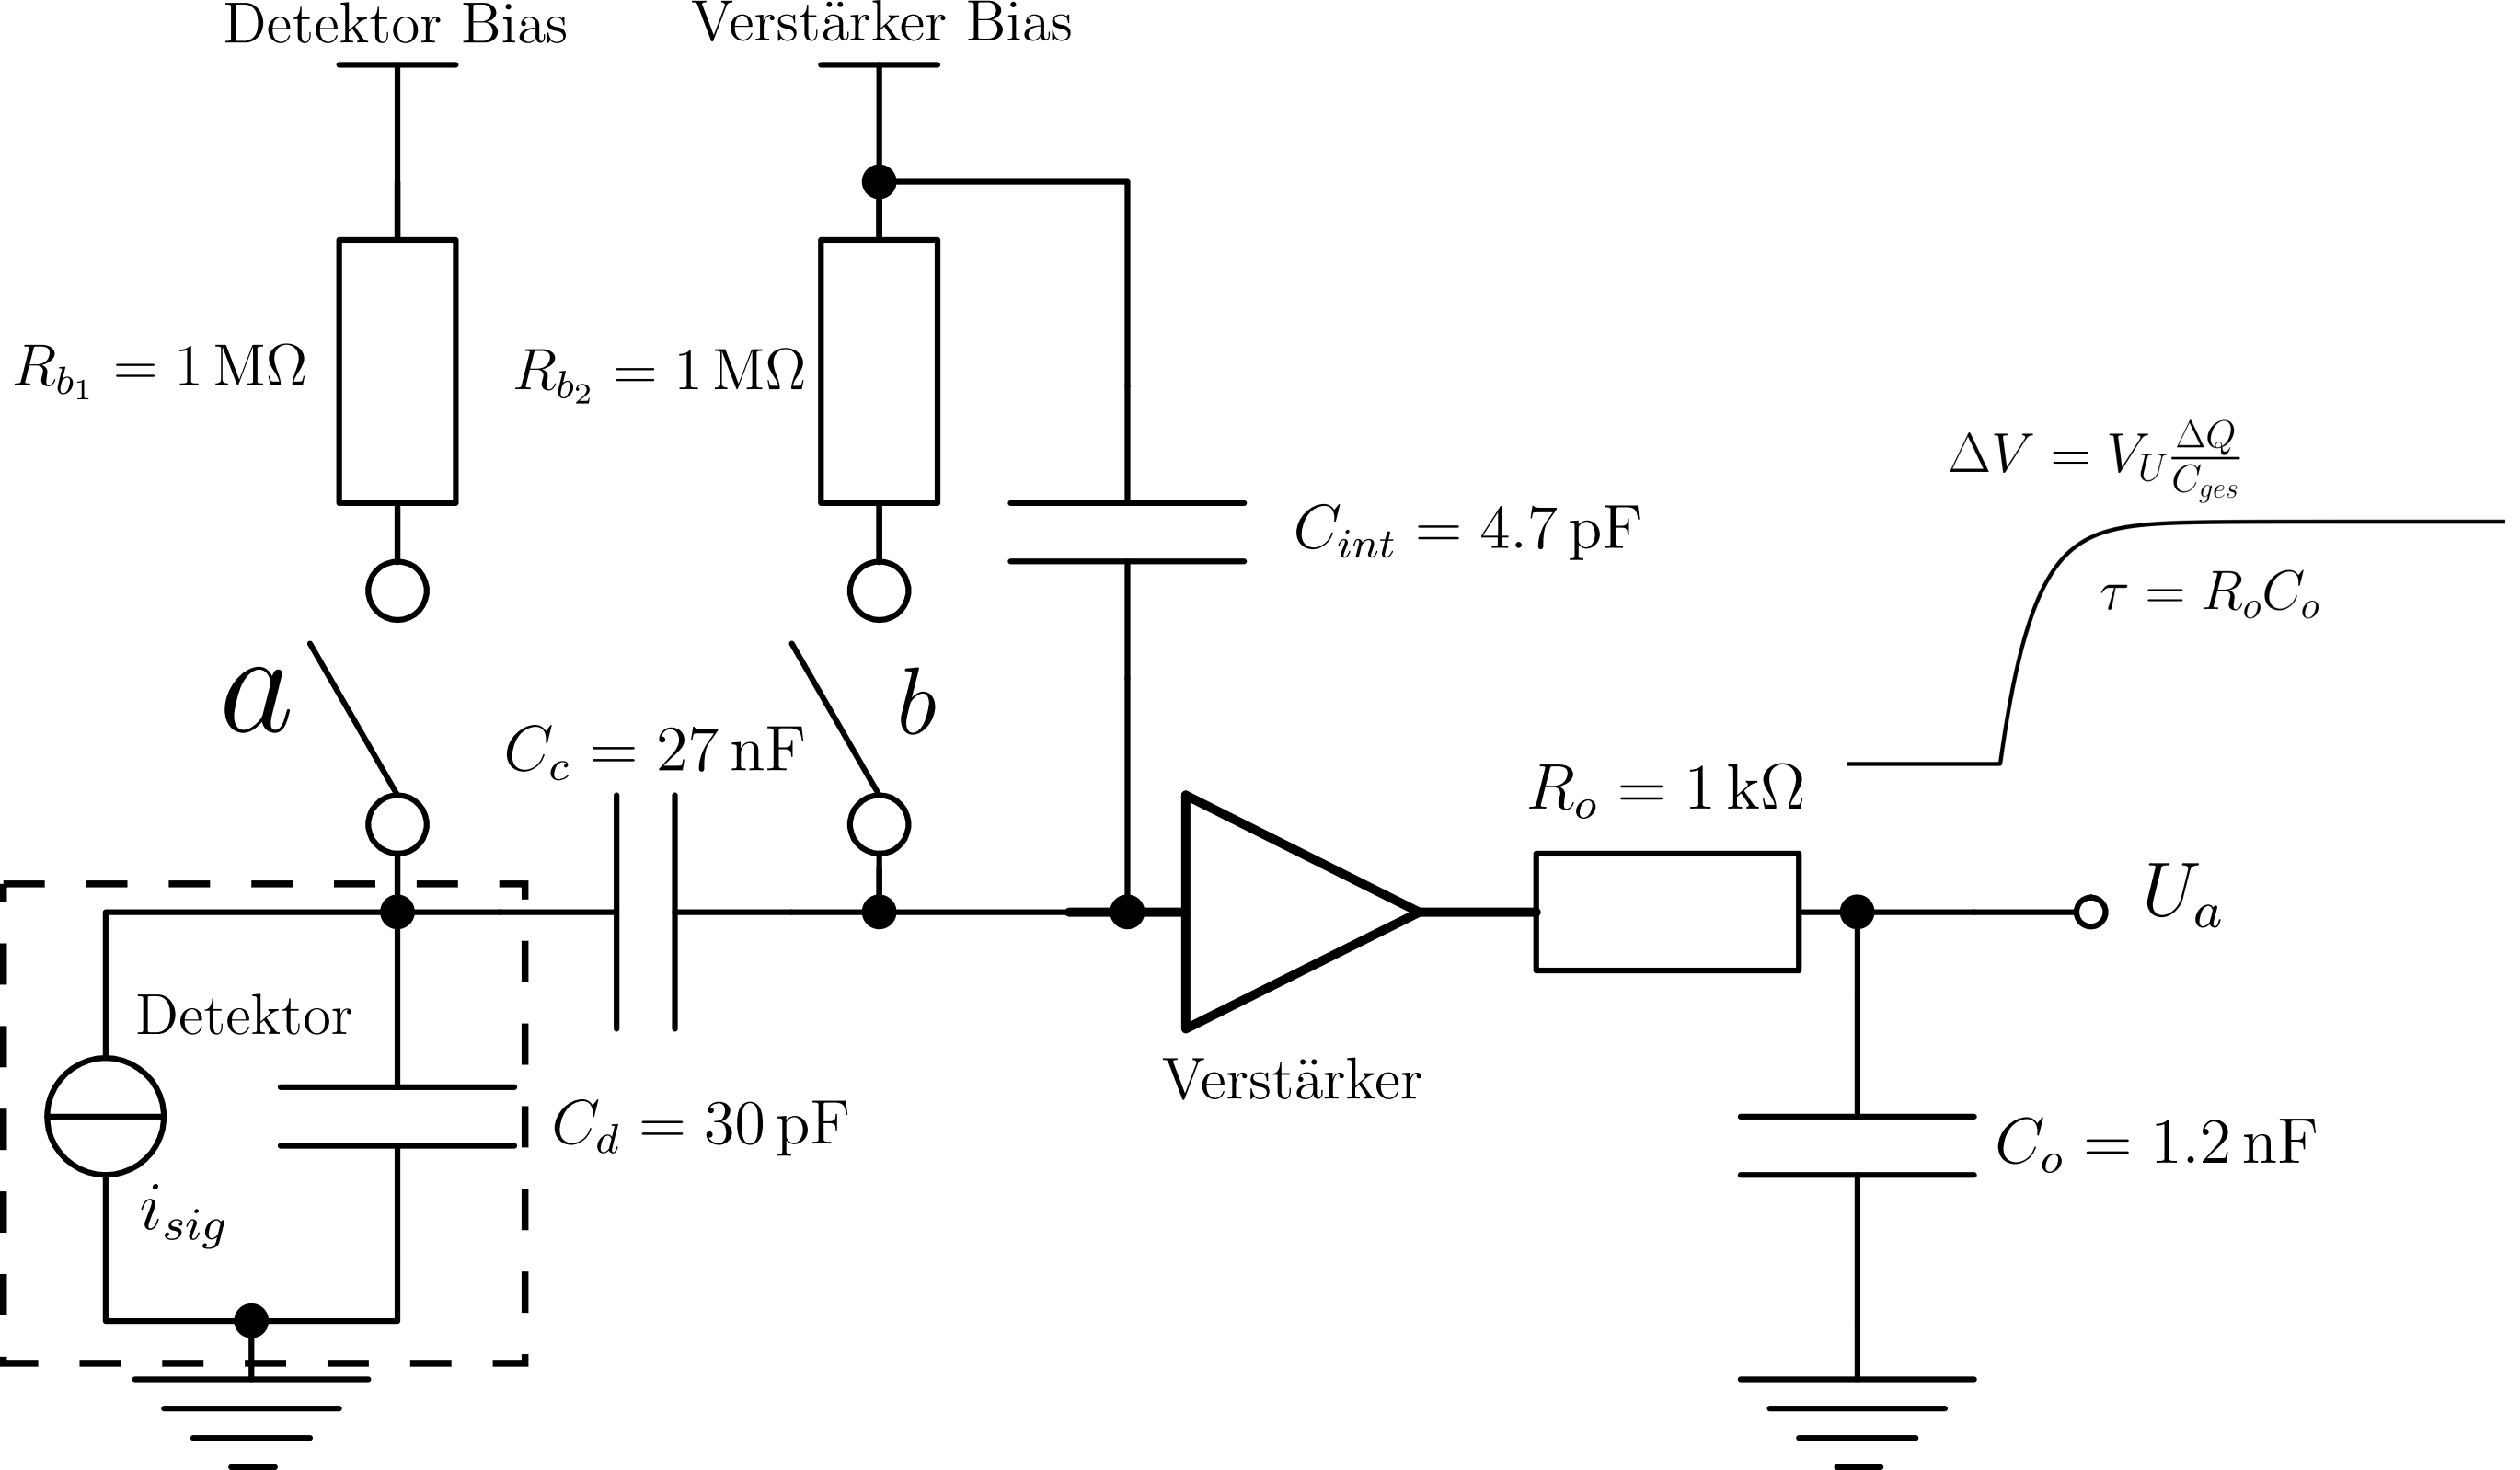 Detektor Bias
Verstärker Bias
R_{b_1} = 1 MΩ
R_{b_2} = 1 MΩ
ΔV = V_U \frac{ΔQ}{C_{ges}}
C_{int} = 4.7 pF
τ = R_o C_o
a
b
C_c = 27 nF
R_o = 1 kΩ
U_a
Detektor
Verstärker
C_d = 30 pF
C_o = 1.2 nF
i_{sig}